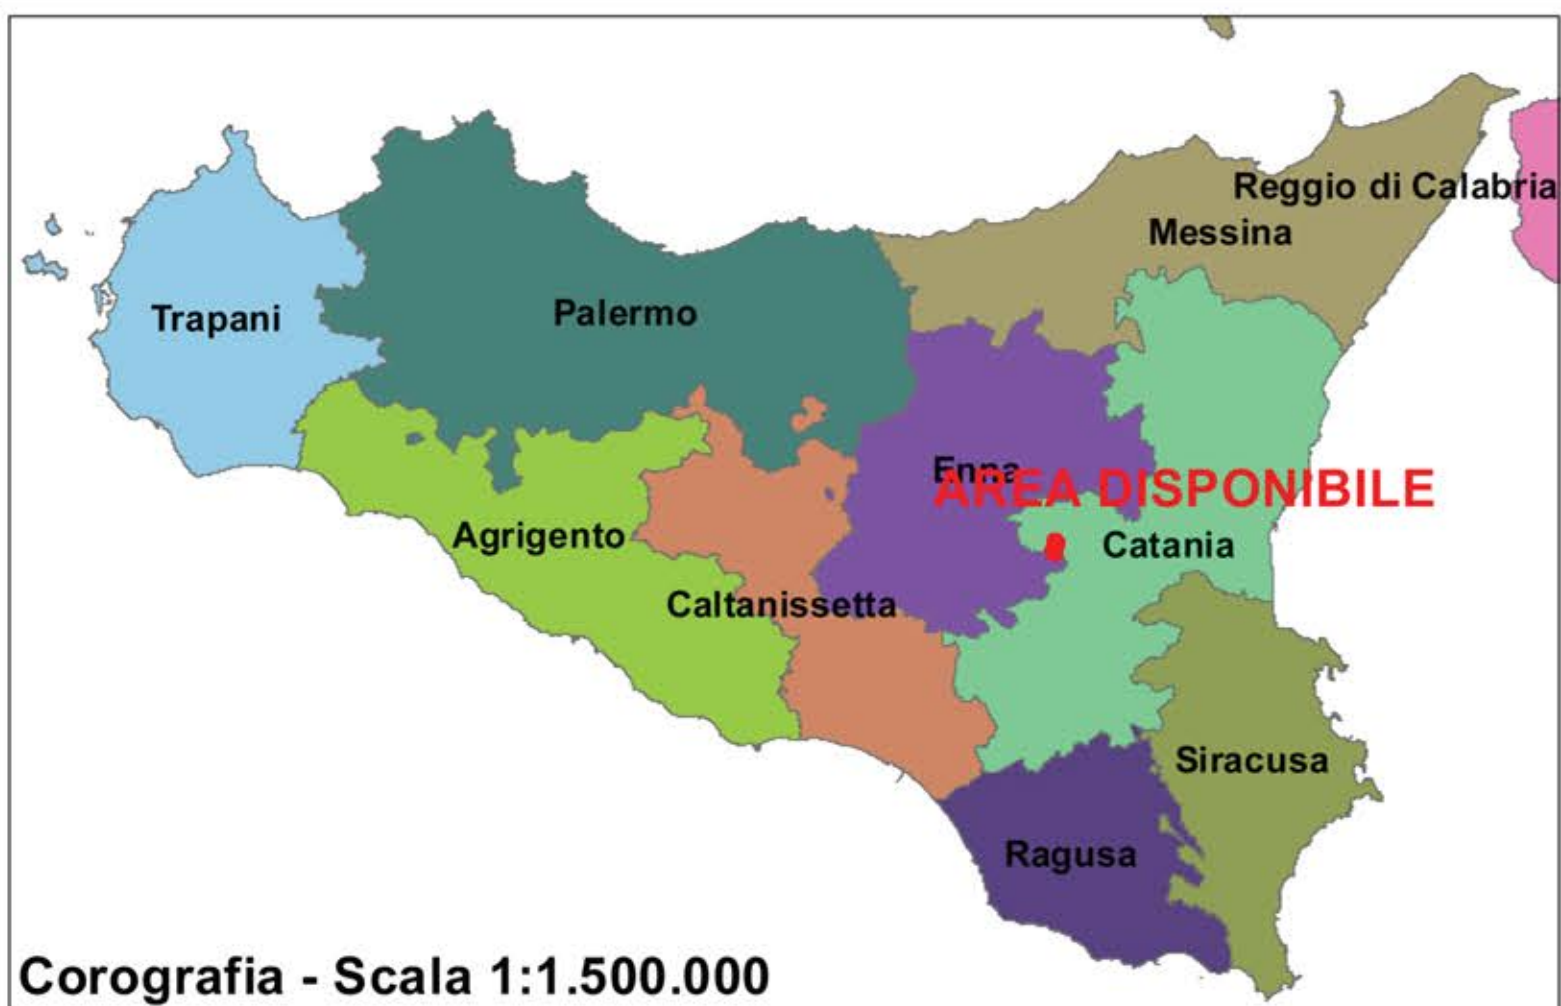 Reggio di Calabria
Messina
Trapani
Palermo
Enna
AREA DISPONIBILE
Agrigento
Catania
Caltanissetta
Siracusa
Ragusa
Corografia - Scala 1:1.500.000